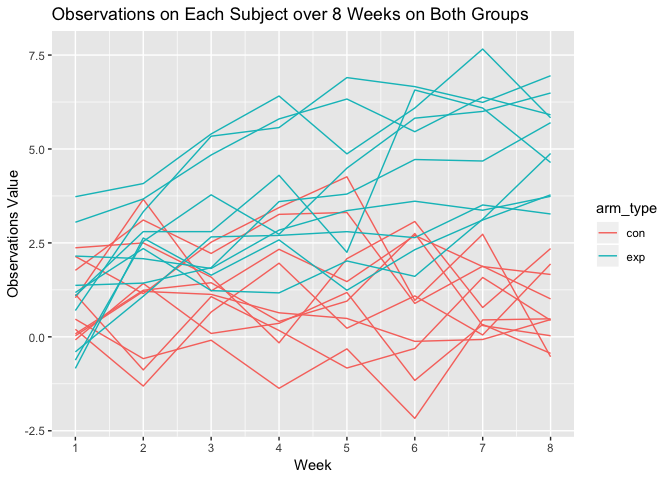 Observations on Each Subject over 8 Weeks on Both Groups
7.5
5.0
2.5
0.0
-2.5
Observations Value
1 2 3 4 5 6 7 8
Week
arm_type
con
exp